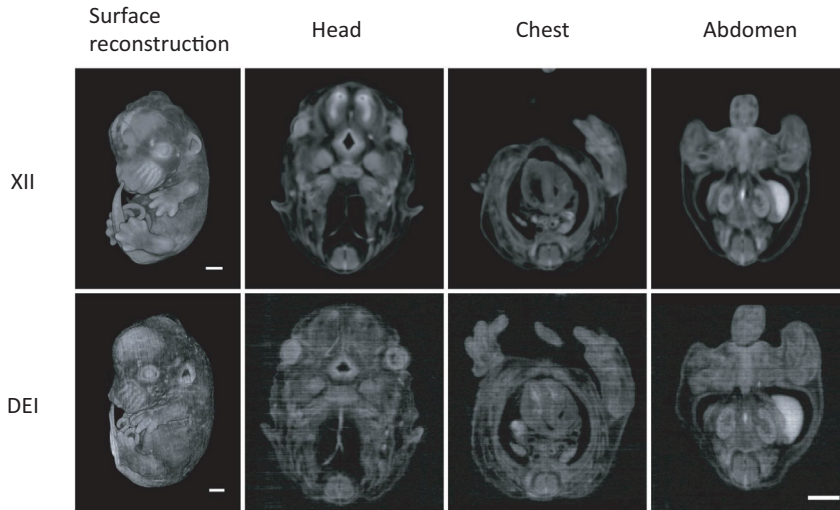 Surface
reconstruction
Head
Chest
Abdomen
XII
DEI